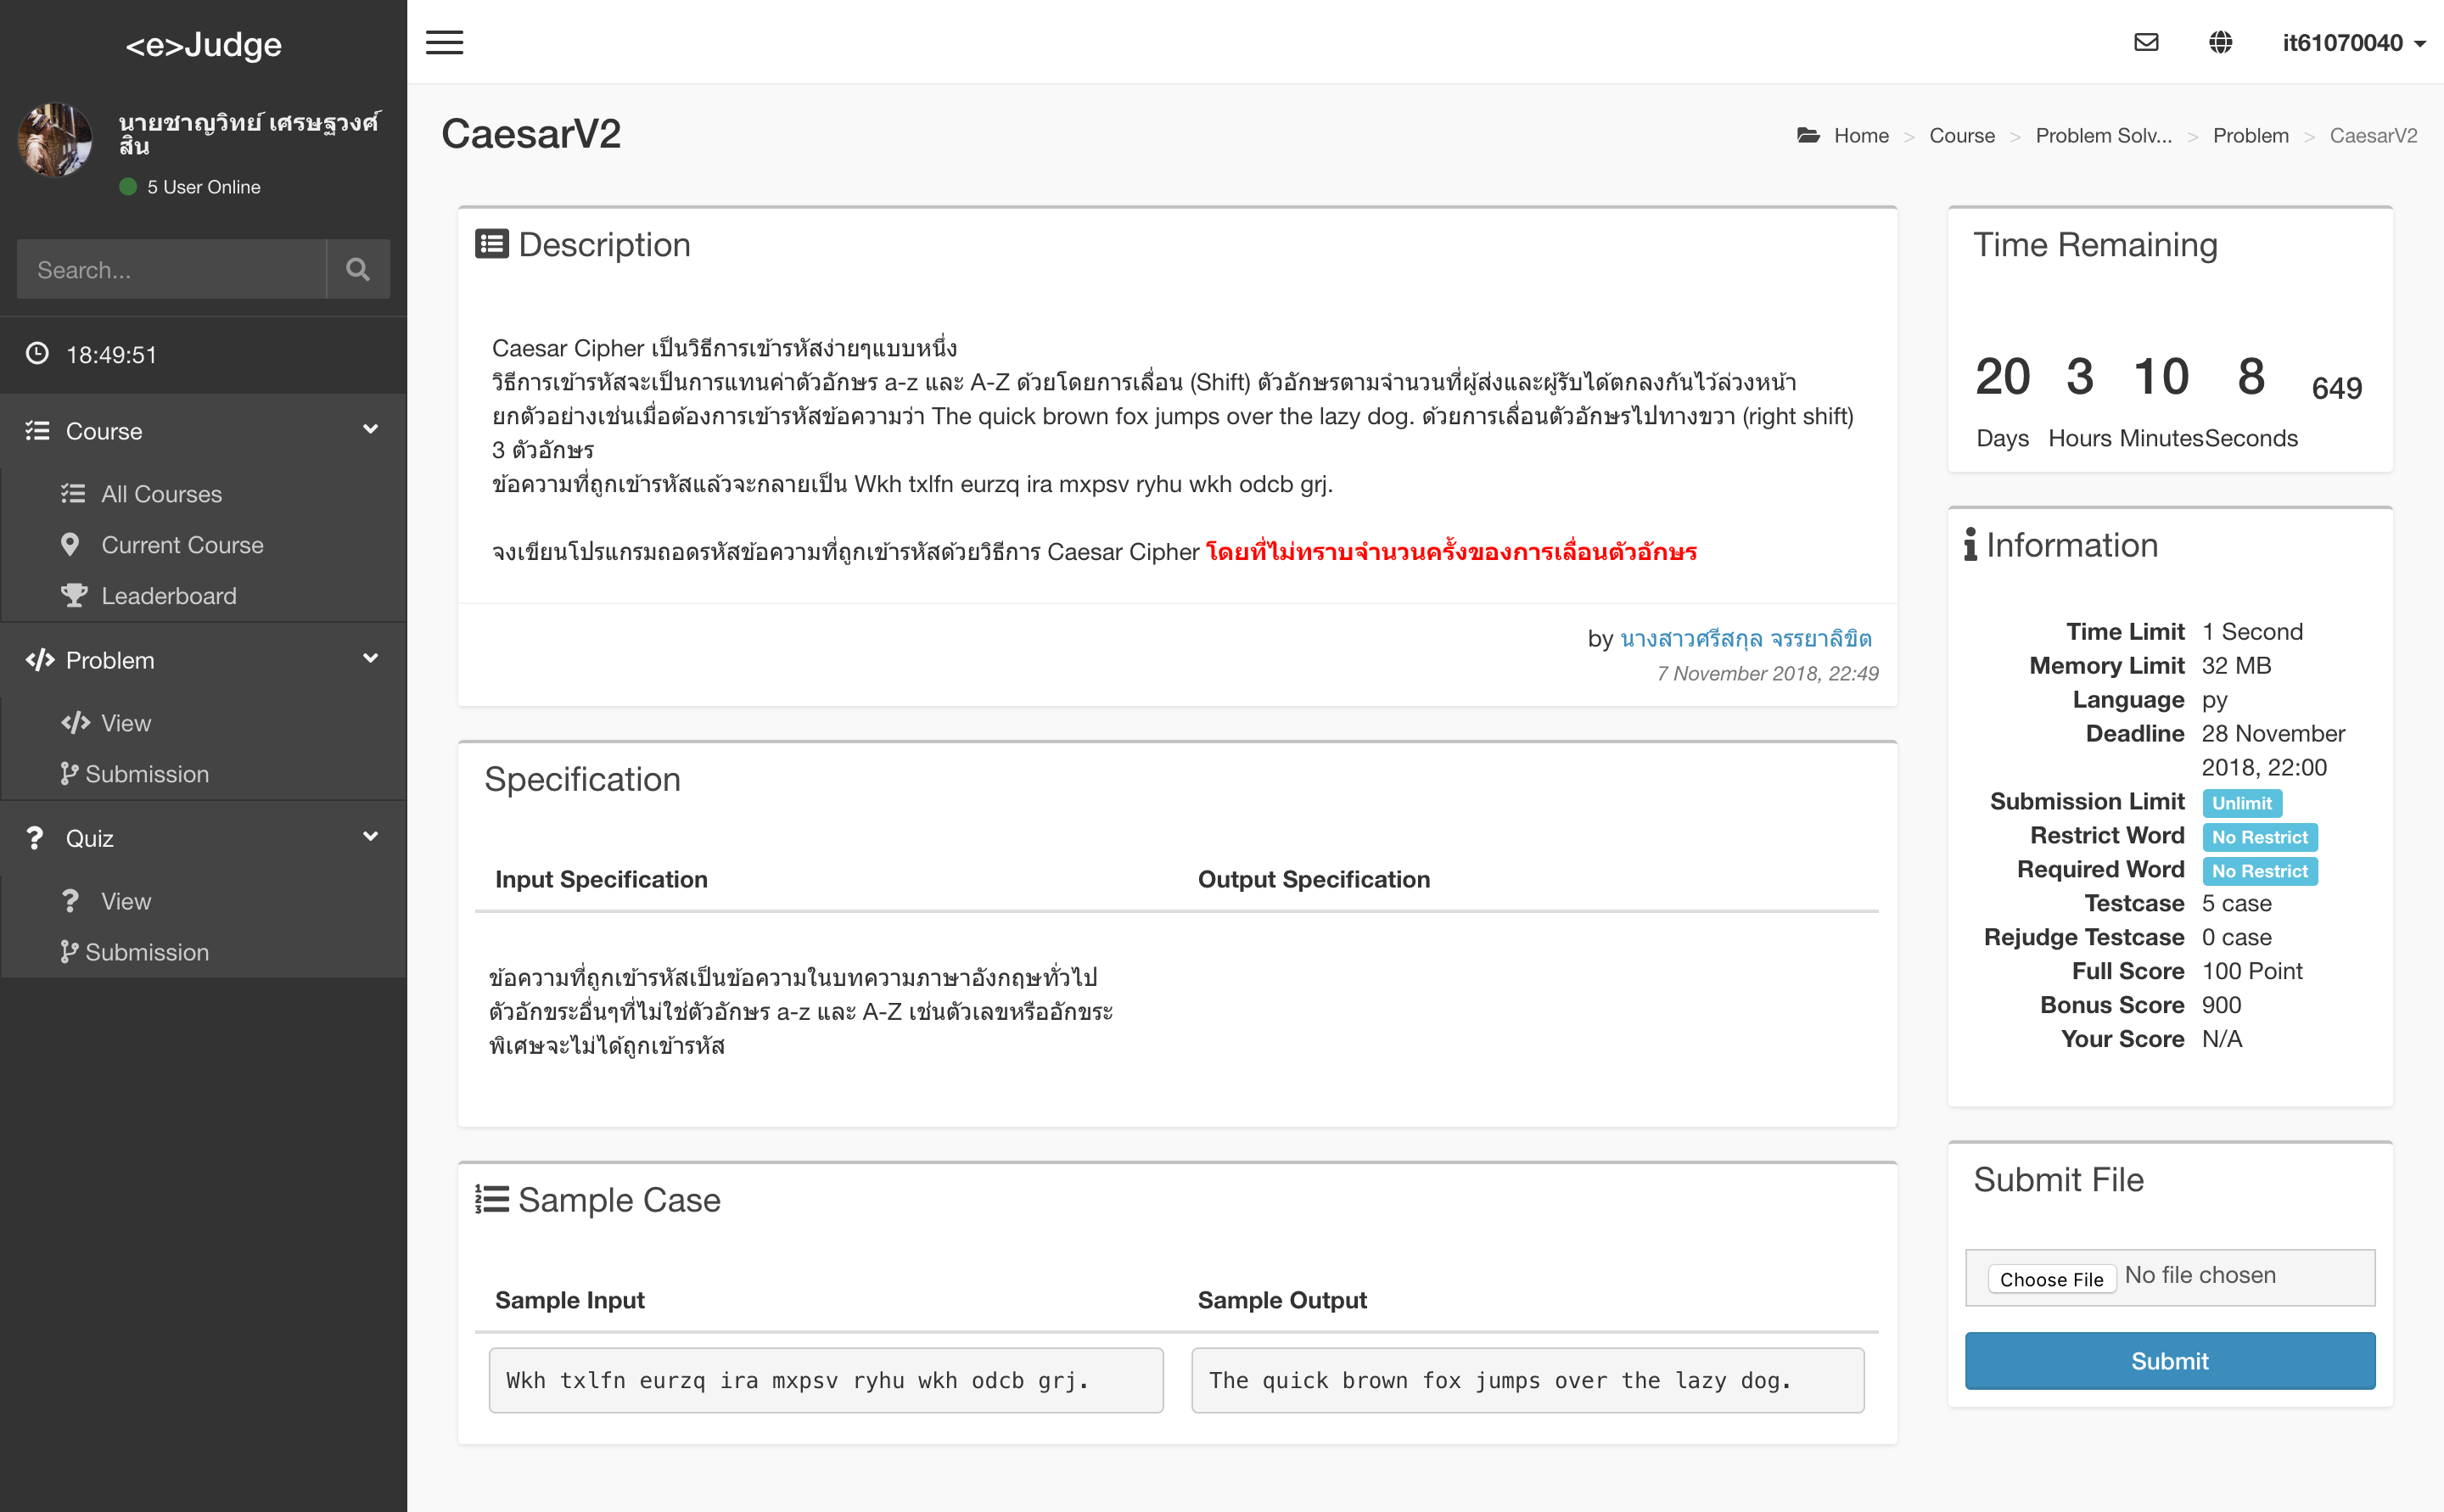 <e>Judge
นายชาญวิทย์ เศรษฐวงศ์
สิน
5 User Online
Search...
18:49:51
Course
All Courses
Current Course
Leaderboard
Problem
View
Submission
Quiz
View
Submission
it61070040
CaesarV2
Home > Course > Problem Solv... > Problem > CaesarV2
Description
Caesar Cipher เป็นวิธีการเข้ารหัสง่ายๆแบบหนึ่ง
วิธีการเข้ารหัสจะเป็นการแทนค่าตัวอักษร a-z และ A-Z ด้วยโดยการเลื่อน (Shift) ตัวอักษรตามจำนวนที่ผู้ส่งและผู้รับได้ตกลงกันไว้ล่วงหน้า
ยกตัวอย่างเช่นเมื่อต้องการเข้ารหัสข้อความว่า The quick brown fox jumps over the lazy dog. ด้วยการเลื่อนตัวอักษรไปทางขวา (right shift)
3 ตัวอักษร
ข้อความที่ถูกเข้ารหัสแล้วจะกลายเป็น Wkh txlfn eurzq ira mxpsv ryhu wkh odcb grj.
จงเขียนโปรแกรมถอดรหัสข้อความที่ถูกเข้ารหัสด้วยวิธีการ Caesar Cipher โดยที่ไม่ทราบจำนวนครั้งของการเลื่อนตัวอักษร
by นางสาวศรีสกุล จรรยาลิขิต
7 November 2018, 22:49
Specification
Input Specification
Output Specification
ข้อความที่ถูกเข้ารหัสเป็นข้อความในบทความภาษาอังกฤษทั่วไป
ตัวอักขระอื่นๆที่ไม่ใช่ตัวอักษร a-z และ A-Z เช่นตัวเลขหรืออักขระ
พิเศษจะไม่ได้ถูกเข้ารหัส
Sample Case
Sample Input
Sample Output
Wkh txlfn eurzq ira mxpsv ryhu wkh odcb grj.
The quick brown fox jumps over the lazy dog.
Time Remaining
20 3 10 8 649
Days Hours Minutes Seconds
Information
Time Limit 1 Second
Memory Limit 32 MB
Language py
Deadline 28 November
2018, 22:00
Submission Limit Unlimit
Restrict Word No Restrict
Required Word No Restrict
Testcase 5 case
Rejudge Testcase 0 case
Full Score 100 Point
Bonus Score 900
Your Score N/A
Submit File
Choose File No file chosen
Submit